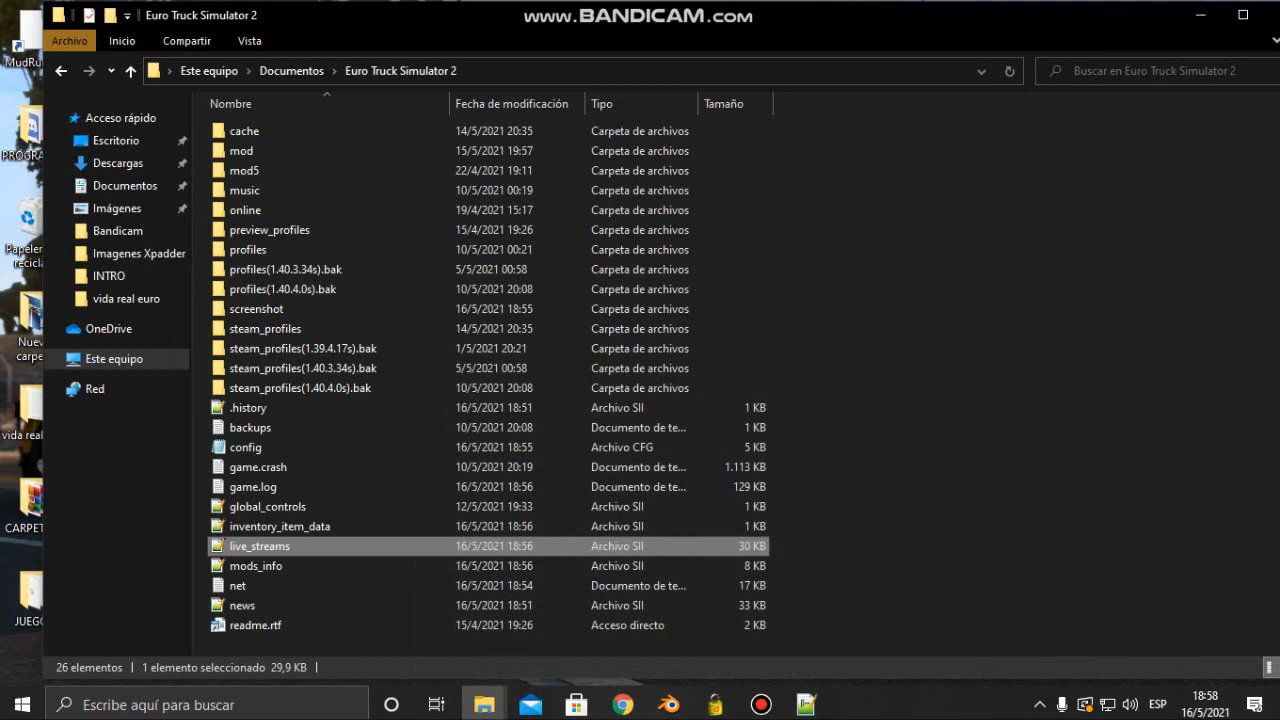 Euro Truck Simulator 2
www.BANDICAM.com
Archivo Inicio Compartir Vista
Este equipo > Documentos > Euro Truck Simulator 2
Buscar en Euro Truck Simulator 2
Nombre Fecha de modificación Tipo Tamaño
Acceso rápido
Escritorio
Descargas
Documentos
Imágenes
Bandicam
Imagenes Xpadder
INTRO
vida real euro
OneDrive
Este equipo
Red
cache 14/5/2021 20:35 Carpeta de archivos
mod 15/5/2021 19:57 Carpeta de archivos
mod5 22/4/2021 19:11 Carpeta de archivos
music 10/5/2021 00:19 Carpeta de archivos
online 19/4/2021 15:17 Carpeta de archivos
preview_profiles 15/4/2021 19:26 Carpeta de archivos
profiles 10/5/2021 00:21 Carpeta de archivos
profiles(1.40.3.34s).bak 5/5/2021 00:58 Carpeta de archivos
profiles(1.40.4.0s).bak 10/5/2021 20:08 Carpeta de archivos
screenshot 16/5/2021 18:55 Carpeta de archivos
steam_profiles 14/5/2021 20:35 Carpeta de archivos
steam_profiles(1.39.4.17s).bak 1/5/2021 20:21 Carpeta de archivos
steam_profiles(1.40.3.34s).bak 5/5/2021 00:58 Carpeta de archivos
steam_profiles(1.40.4.0s).bak 10/5/2021 20:08 Carpeta de archivos
.history 16/5/2021 18:51 Archivo SII 1 KB
backups 10/5/2021 20:08 Documento de te... 1 KB
config 16/5/2021 18:55 Archivo CFG 5 KB
game.crash 10/5/2021 20:19 Documento de te... 1.113 KB
game.log 16/5/2021 18:56 Documento de te... 129 KB
global_controls 12/5/2021 19:33 Archivo SII 1 KB
inventory_item_data 16/5/2021 18:56 Archivo SII 1 KB
live_streams 16/5/2021 18:56 Archivo SII 30 KB
mods_info 16/5/2021 18:56 Archivo SII 8 KB
net 16/5/2021 18:54 Documento de te... 17 KB
news 16/5/2021 18:51 Archivo SII 33 KB
readme.rtf 15/4/2021 19:26 Acceso directo 2 KB
MudRu
Papeler
recicl
Nuev
carpe
vida real
CARPET
JUEGO
26 elementos 1 elemento seleccionado 29,9 KB
Escribe aquí para buscar
ESP
18:58
16/5/2021